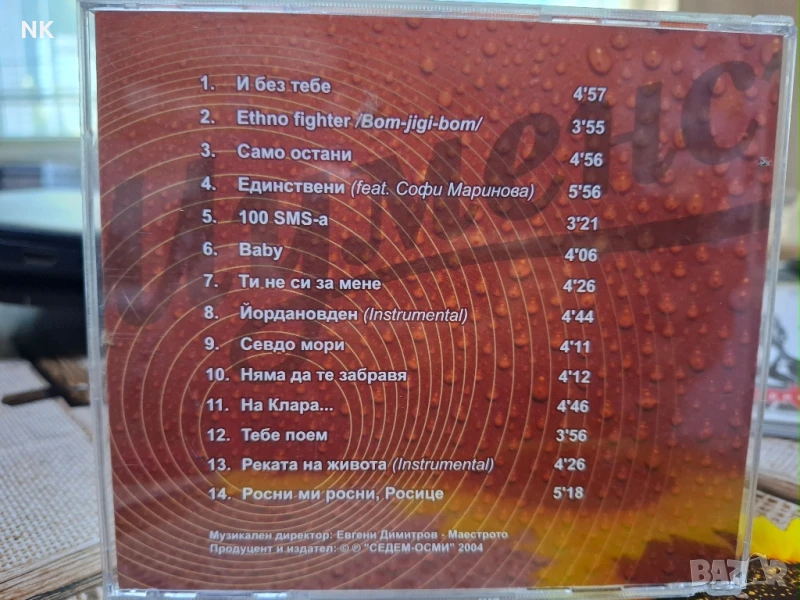 NK
1. И без тебе 4'57
2. Ethno fighter /Bom-jigi-bom/ 3'55
3. Само остани 4'56
4. Единствени (feat. Софи Маринова) 5'56
5. 100 SMS-a 3'21
6. Baby 4'06
7. Ти не си за мене 4'26
8. Йордановден (Instrumental) 4'44
9. Севдо мори 4'11
10. Няма да те забравя 4'12
11. На Клара... 4'46
12. Тебе поем 3'56
13. Реката на живота (Instrumental) 4'26
14. Росни ми росни, Росице 5'18
Музикален директор: Евгени Димитров - Маестрото
Продуцент и издател: © ℗ "СЕДЕМ-ОСМИ" 2004
BAZAR